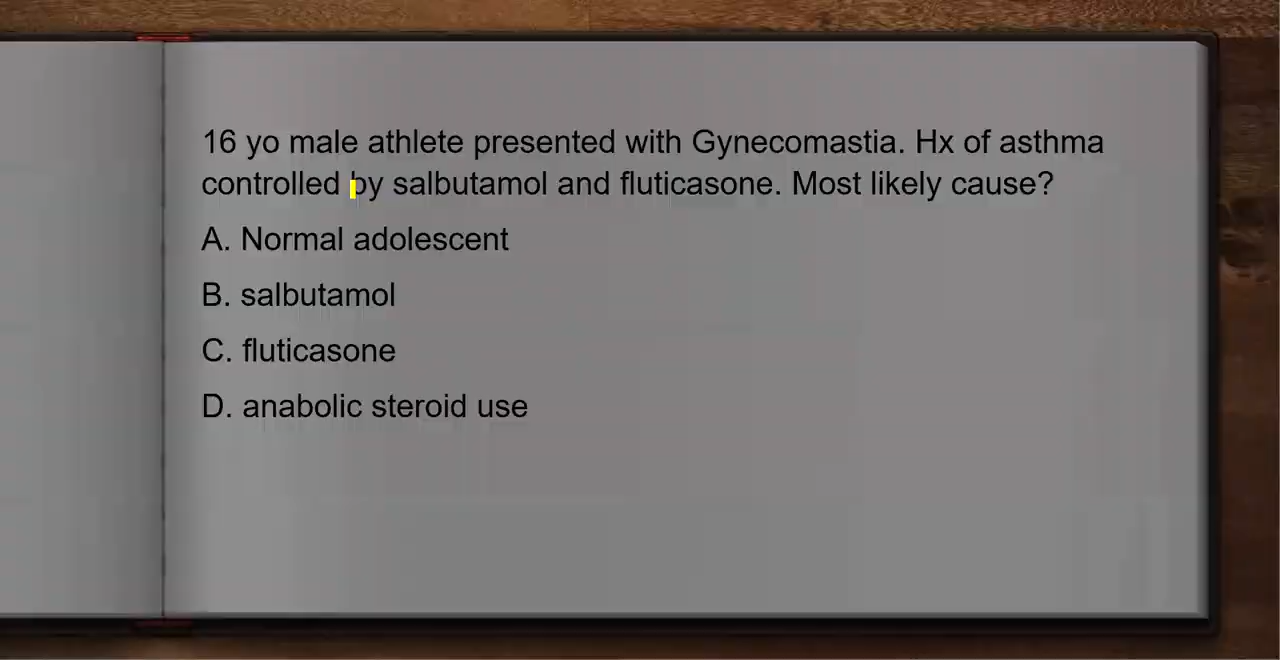 16 yo male athlete presented with Gynecomastia. Hx of asthma
controlled by salbutamol and fluticasone. Most likely cause?
A. Normal adolescent
B. salbutamol
C. fluticasone
D. anabolic steroid use